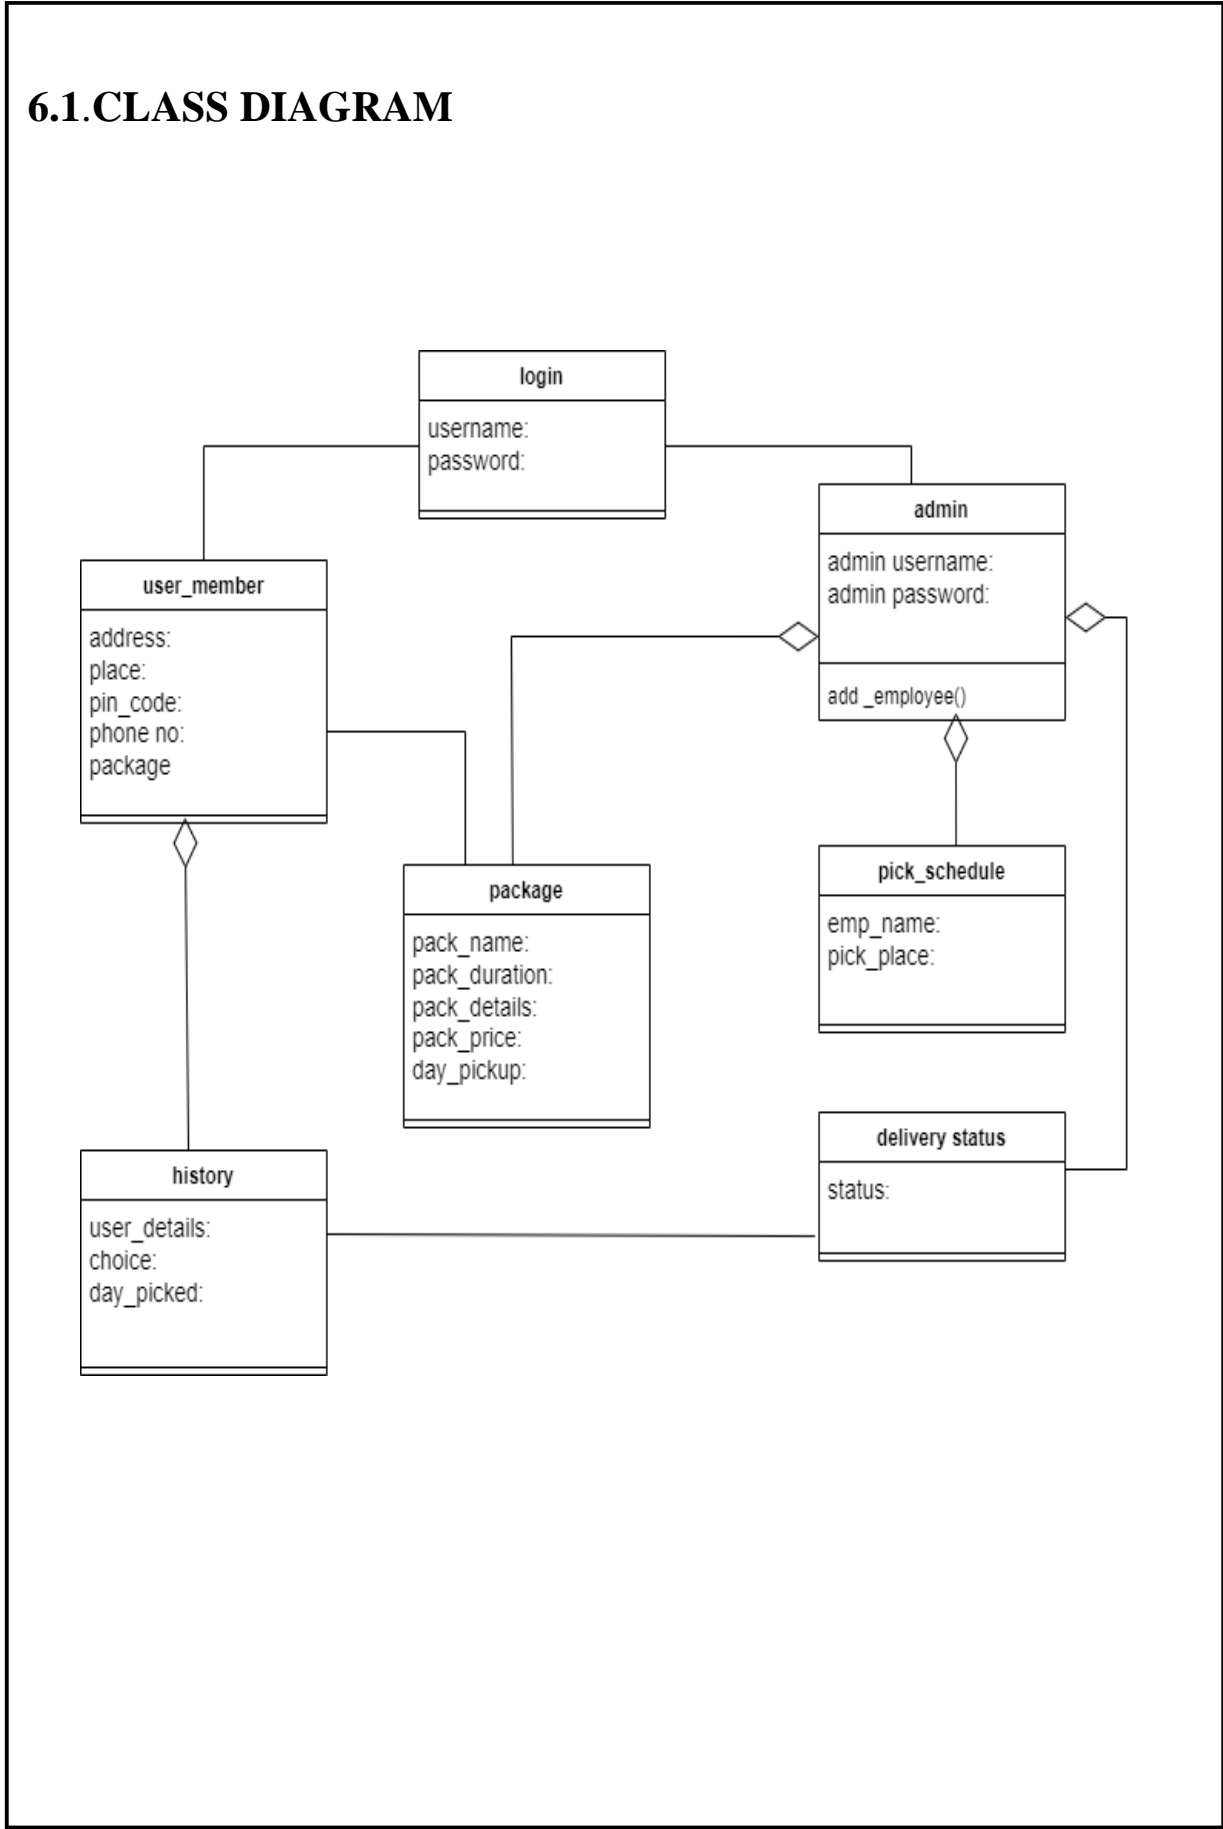 6.1.CLASS DIAGRAM
login
username:
password:
admin
admin username:
admin password:
add _employee()
user_member
address:
place:
pin_code:
phone no:
package
package
pack_name:
pack_duration:
pack_details:
pack_price:
day_pickup:
pick_schedule
emp_name:
pick_place:
history
user_details:
choice:
day_picked:
delivery status
status: